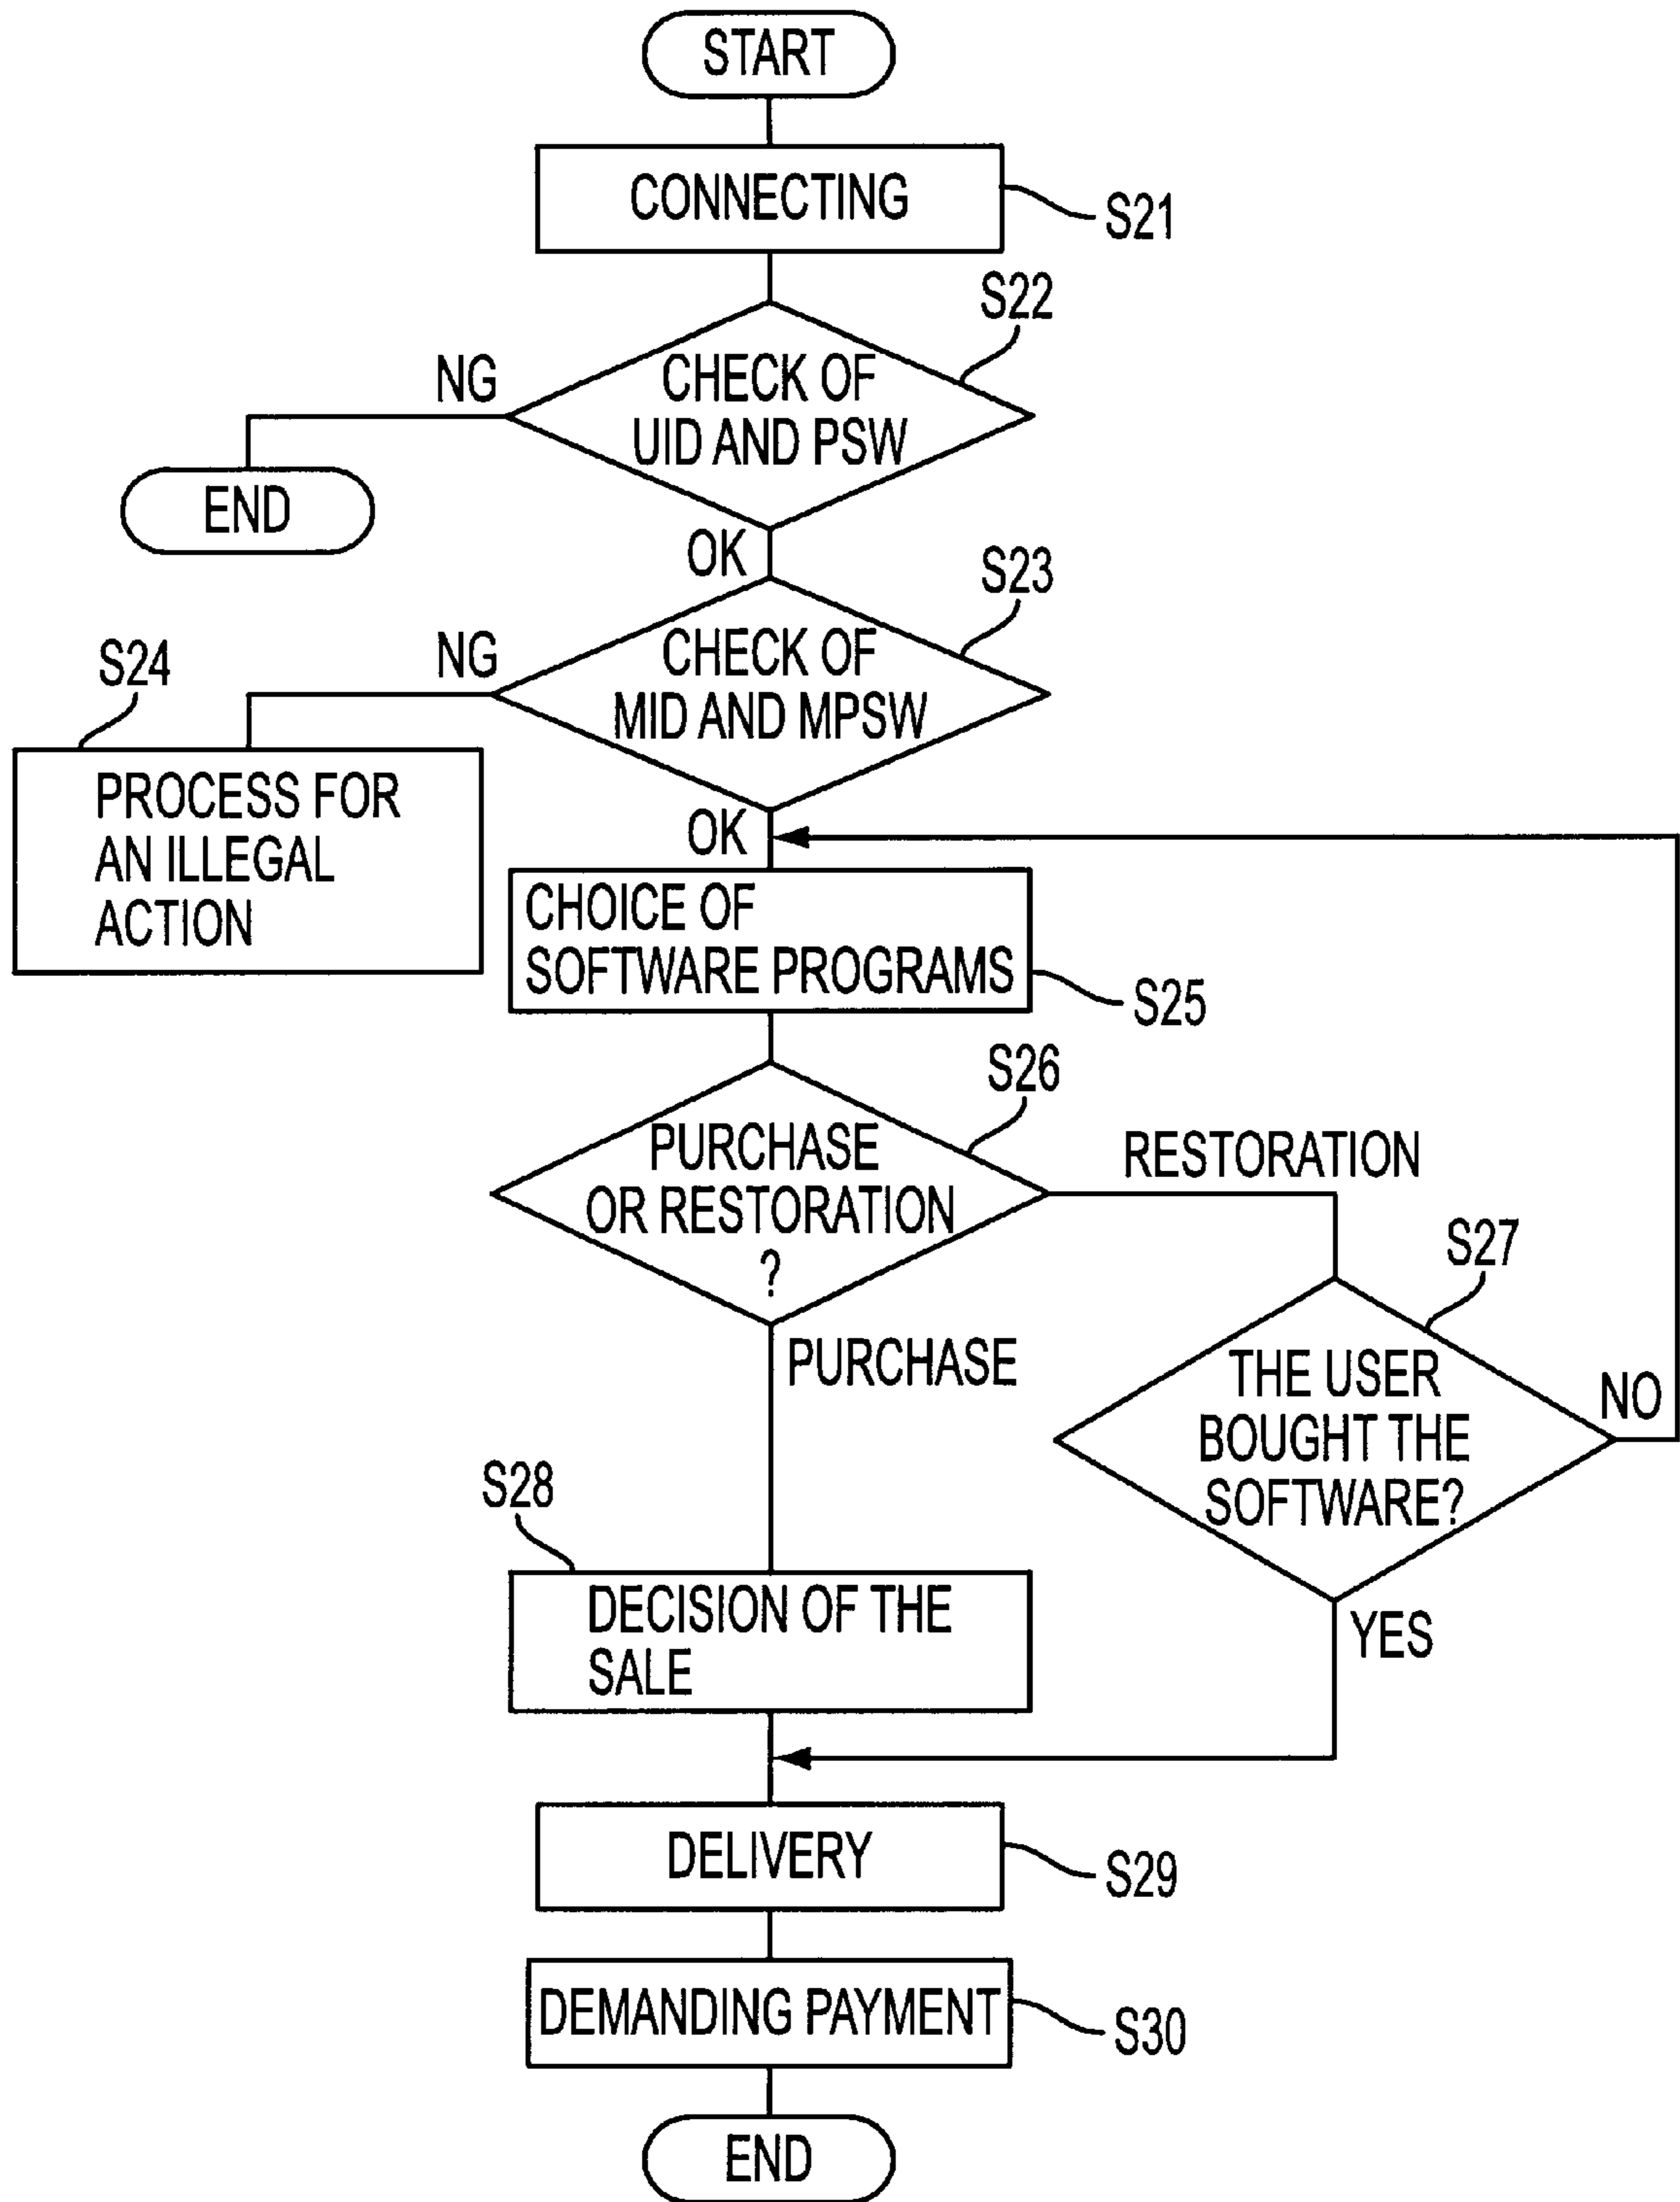 START
CONNECTING
S21
S22
CHECK OF
UID AND PSW
NG
END
OK
S23
CHECK OF
MID AND MPSW
NG
S24
PROCESS FOR
AN ILLEGAL
ACTION
OK
CHOICE OF
SOFTWARE PROGRAMS
S25
S26
PURCHASE
OR RESTORATION
?
RESTORATION
S27
PURCHASE
THE USER
BOUGHT THE
SOFTWARE?
NO
S28
DECISION OF THE
SALE
YES
DELIVERY
S29
DEMANDING PAYMENT
S30
END